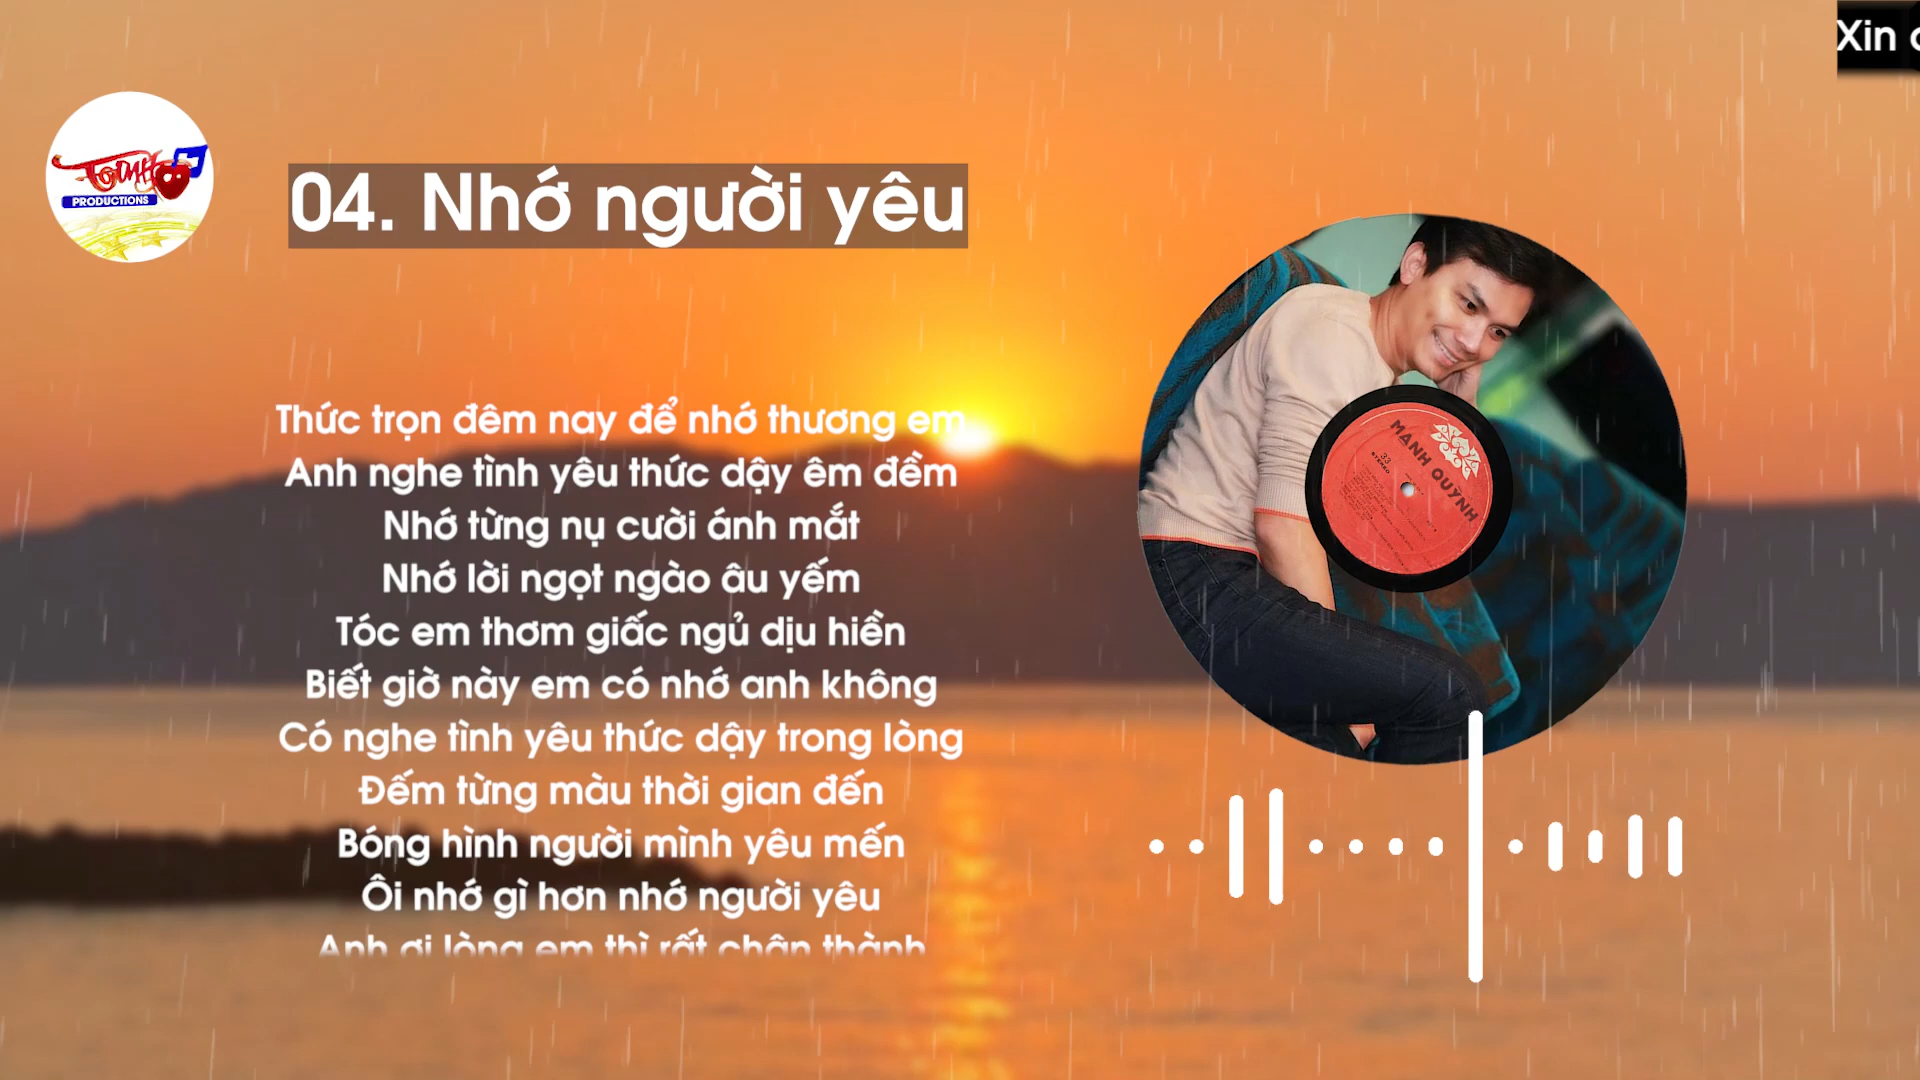 Xin
TOÀNH
PRODUCTIONS
04. Nhớ người yêu
Thức trọn đêm nay để nhớ thương em
Anh nghe tình yêu thức dậy êm đềm
Nhớ từng nụ cười ánh mắt
Nhớ lời ngọt ngào âu yếm
Tóc em thơm giấc ngủ dịu hiền
Biết giờ này em có nhớ anh không
Có nghe tình yêu thức dậy trong lòng
Đếm từng màu thời gian đến
Bóng hình người mình yêu mến
Ôi nhớ gì hơn nhớ người yêu
Anh ơi lòng em thì rất chân thành
MẠNH QUỲNH
33
STEREO